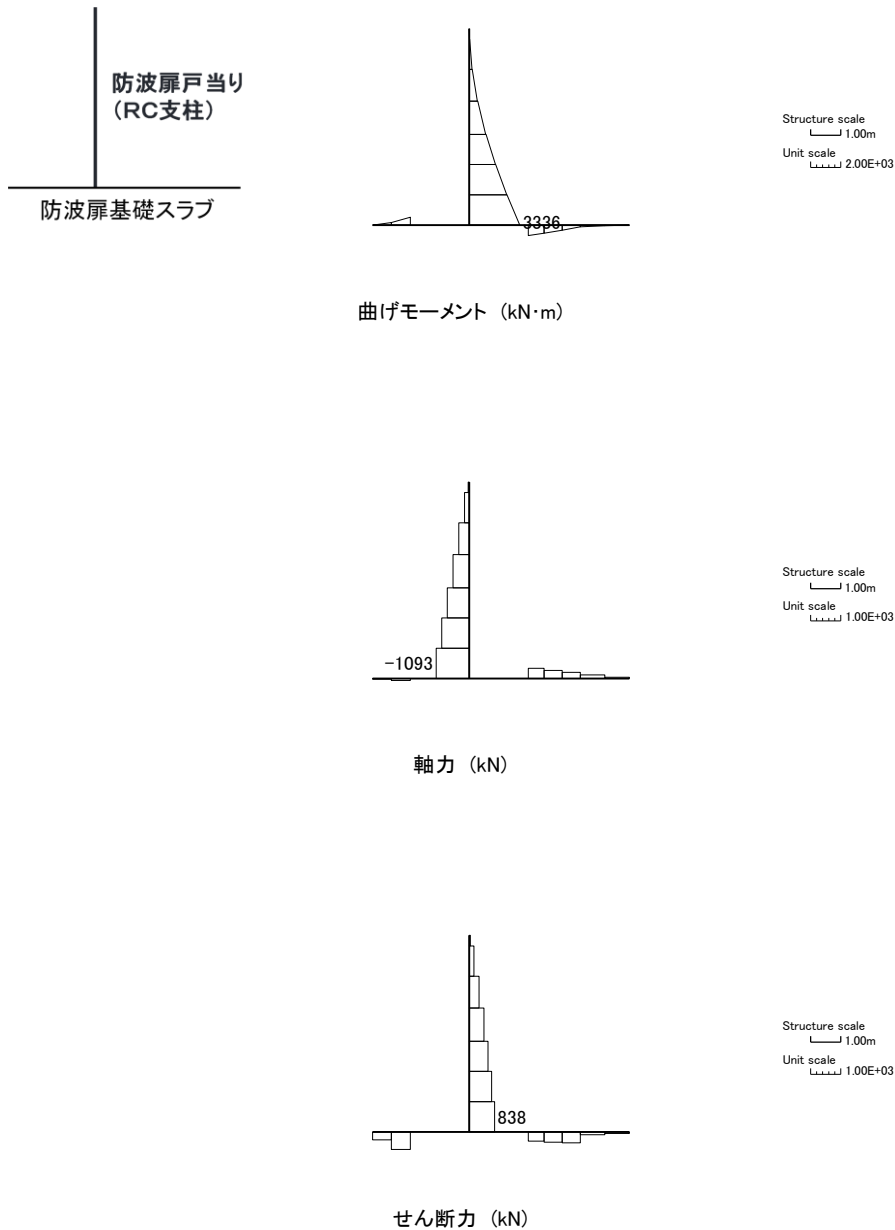 防波扉戸当り
(RC支柱)
防波扉基礎スラブ
3336
Structure scale
1.00m
Unit scale
2.00E+03
曲げモーメント (kN・m)
-1093
Structure scale
1.00m
Unit scale
1.00E+03
軸力 (kN)
838
Structure scale
1.00m
Unit scale
1.00E+03
せん断力 (kN)